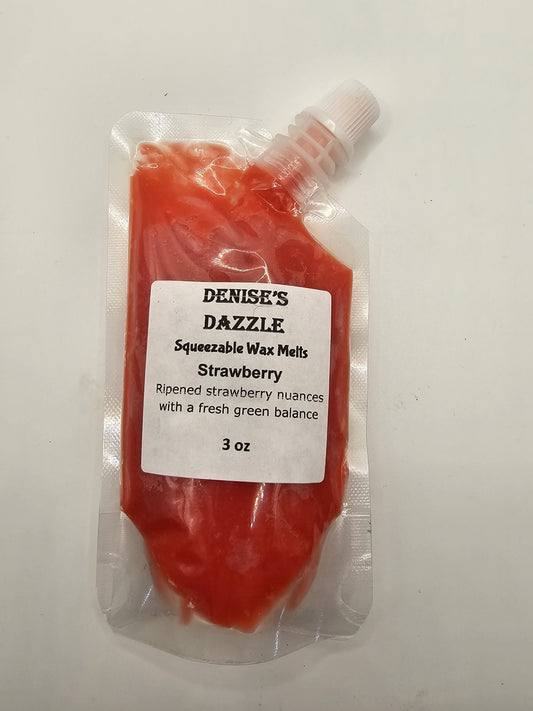 DENISE'S
DAZZLE
Squeezable Wax Melts
Strawberry
Ripened strawberry nuances
with a fresh green balance
3 oz